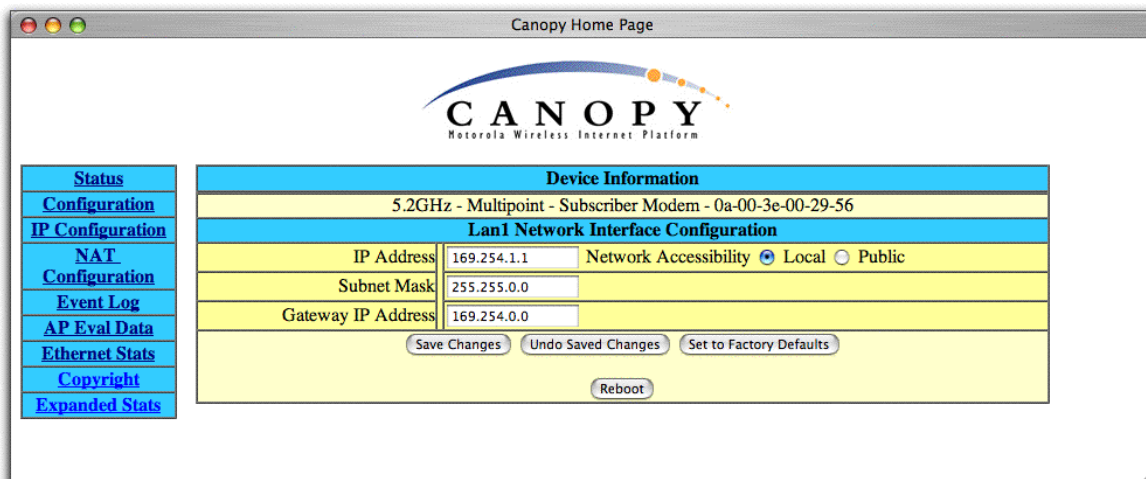 Canopy Home Page
CANOPY
Motorola Wireless Internet Platform
Status
Configuration
IP Configuration
NAT
Configuration
Event Log
AP Eval Data
Ethernet Stats
Copyright
Expanded Stats
Device Information
5.2GHz - Multipoint - Subscriber Modem - 0a-00-3e-00-29-56
Lan1 Network Interface Configuration
IP Address 169.254.1.1 Network Accessibility Local Public
Subnet Mask 255.255.0.0
Gateway IP Address 169.254.0.0
Save Changes Undo Saved Changes Set to Factory Defaults
Reboot